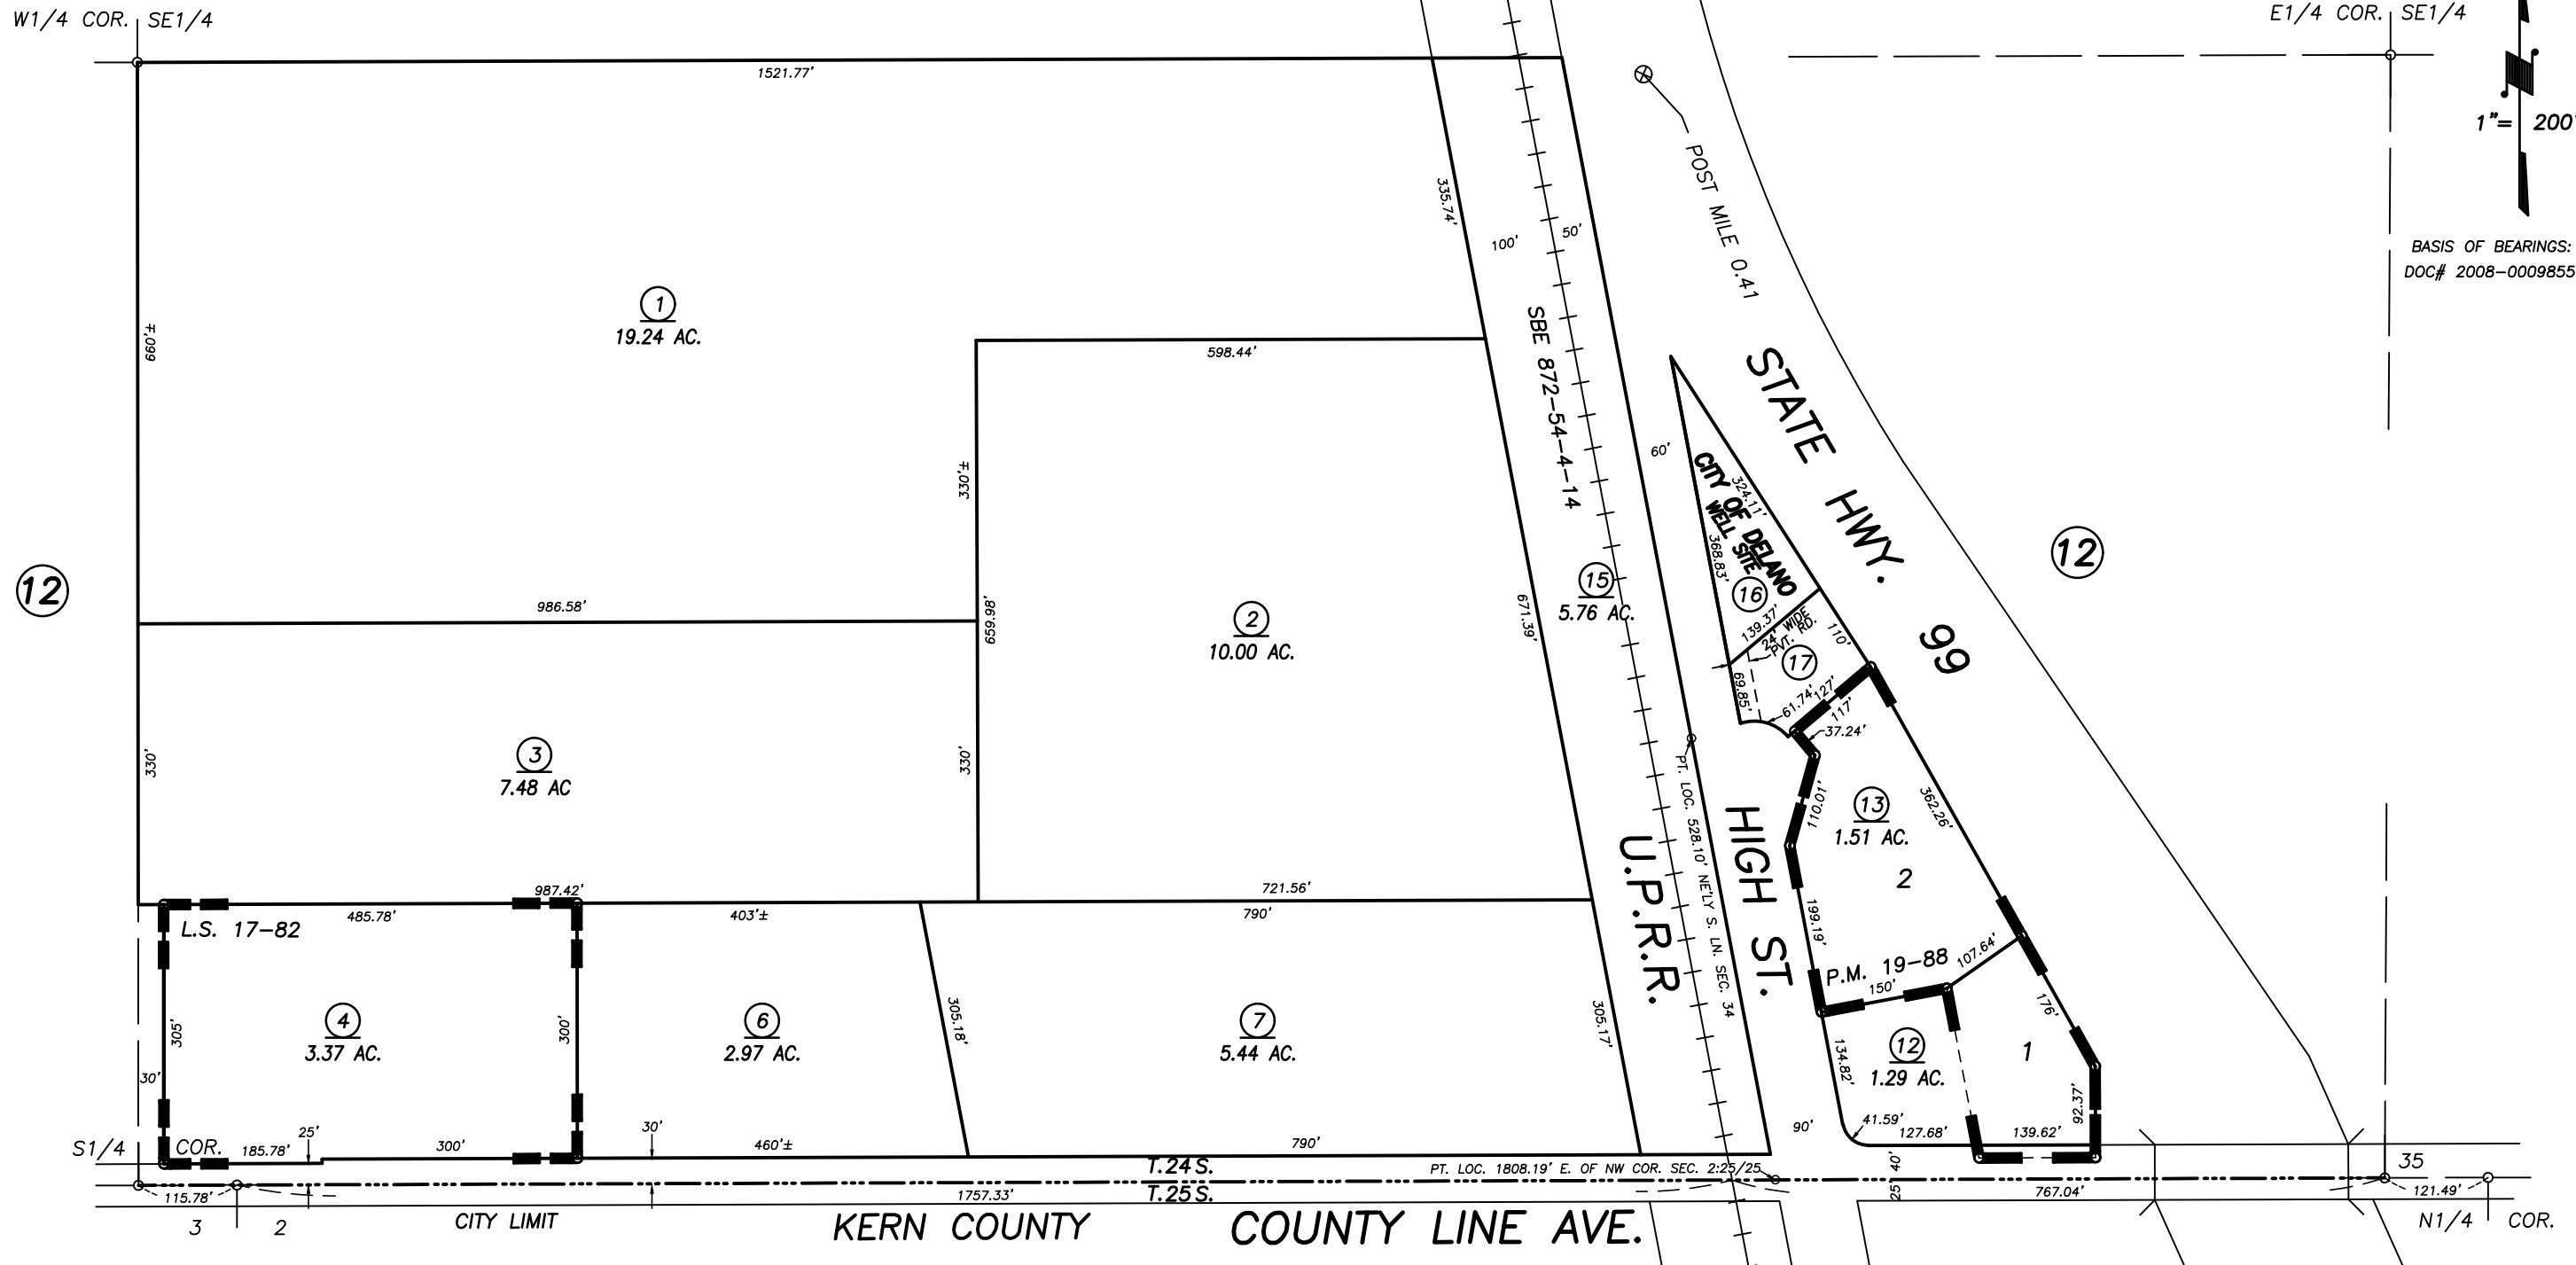 W1/4 COR. SE1/4
E1/4 COR. SE1/4
1521.77'
1"= 200'
BASIS OF BEARINGS:
DOC# 2008-0009855
POST MILE 0.41
335.74'
100'
50'
1
19.24 AC.
660'±
598.44'
SBE 872-54-4-14
STATE HWY. 99
60'
CITY OF DELANO
WELL SITE
324.11'
368.83'
16
139.37'
24' WIDE
PVT. RD.
110'
17
69.85'
61.74'
127'
117'
37.24'
12
12
330'±
986.58'
659.98'
2
10.00 AC.
671.39'
15
5.76 AC.
3
7.48 AC
330'
330'
PT. LOC. 528.10' NE'LY S. LN. SEC. 34
HIGH ST.
U.P.R.R.
110.01'
13
1.51 AC.
362.26'
2
199.19'
P.M. 19-88
107.64'
150'
987.42'
721.56'
485.78'
403'±
790'
L.S. 17-82
305'
4
3.37 AC.
300'
6
2.97 AC.
305.18'
7
5.44 AC.
305.17'
134.82'
12
1.29 AC.
1
176'
92.37'
30'
S1/4 COR.
185.78'
25'
300'
30'
460'±
790'
90'
41.59'
127.68'
139.62'
T.24 S.
PT. LOC. 1808.19' E. OF NW COR. SEC. 2:25/25
25'
40'
35
115.78'
1757.33'
T.25 S.
767.04'
121.49'
3
2
CITY LIMIT
KERN COUNTY
COUNTY LINE AVE.
N1/4 COR.